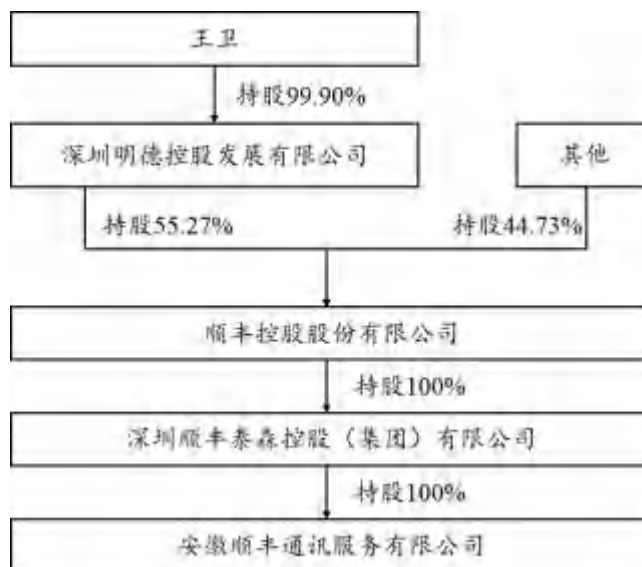 王卫
持股99.90%
深圳明德控股发展有限公司
其他
持股55.27%
持股44.73%
顺丰控股股份有限公司
持股100%
深圳顺丰泰森控股（集团）有限公司
持股100%
安徽顺丰通讯服务有限公司